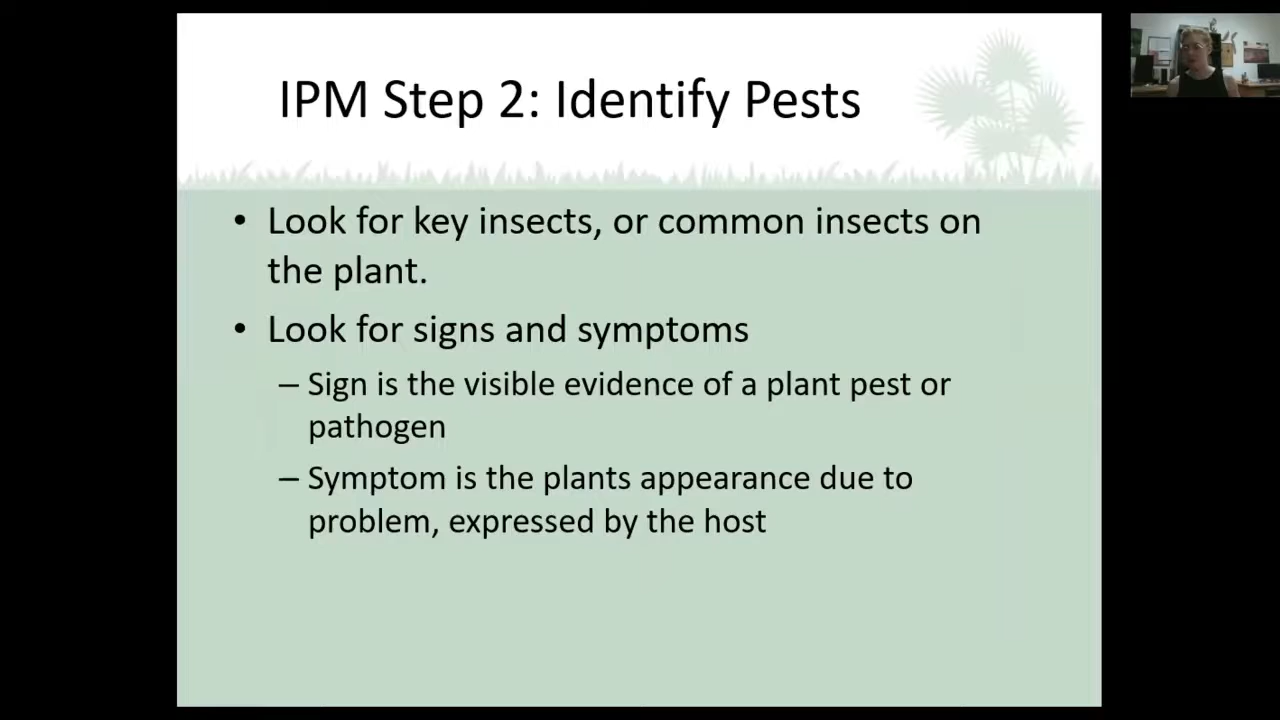 IPM Step 2: Identify Pests
• Look for key insects, or common insects on
the plant.
• Look for signs and symptoms
– Sign is the visible evidence of a plant pest or
pathogen
– Symptom is the plants appearance due to
problem, expressed by the host